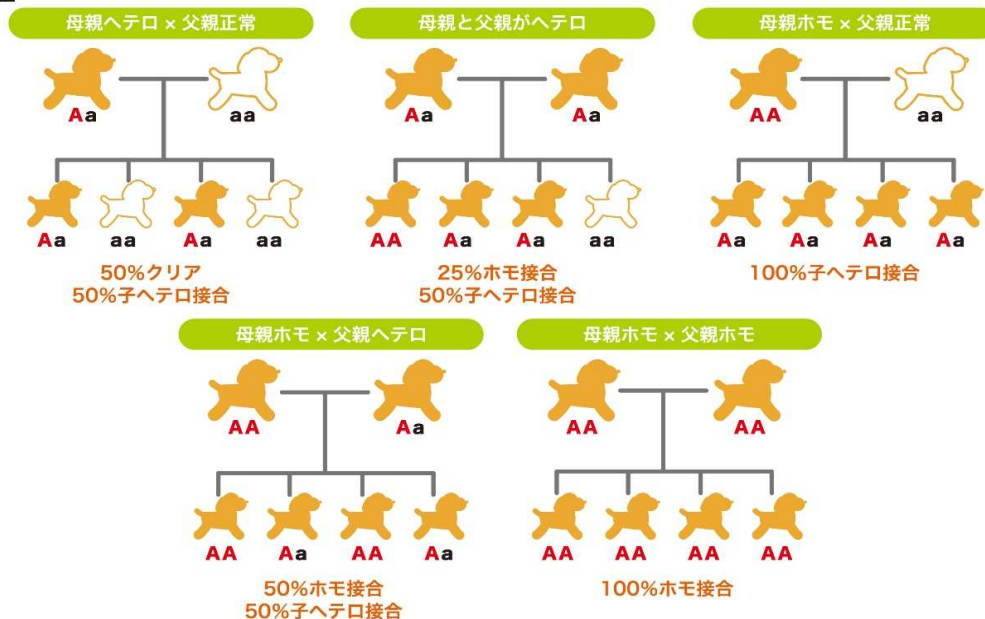 母親ヘテロ × 父親正常
Aa
aa
Aa
aa
Aa
aa
50%クリア
50%子ヘテロ接合
母親と父親がヘテロ
Aa
Aa
AA
Aa
Aa
aa
25%ホモ接合
50%子ヘテロ接合
母親ホモ × 父親正常
AA
aa
Aa
Aa
Aa
Aa
100%子ヘテロ接合
母親ホモ × 父親ヘテロ
AA
Aa
AA
Aa
AA
Aa
50%ホモ接合
50%子ヘテロ接合
母親ホモ × 父親ホモ
AA
AA
AA
AA
AA
AA
100%ホモ接合